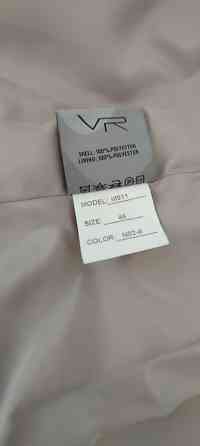 VR
SHELL: 100% POLYESTER
LINING: 100% POLYESTER
MODEL:
SIZE:
COLOR: